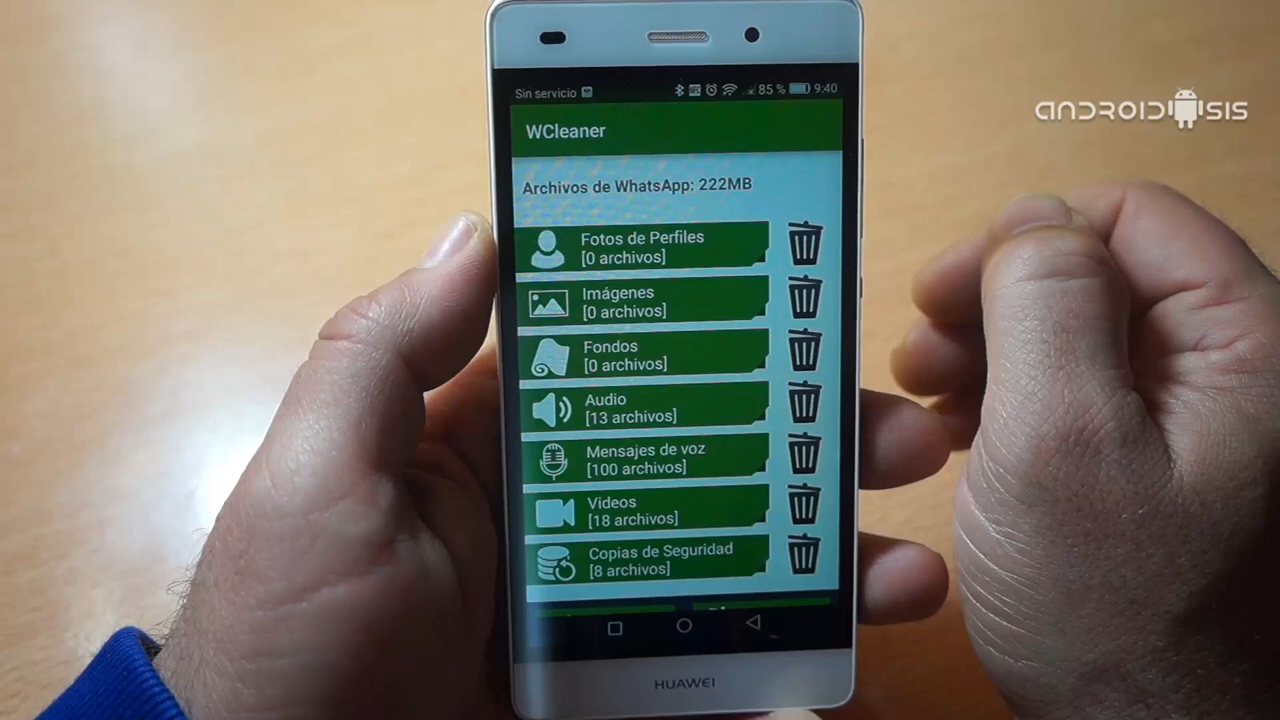 Sin servicio
85 % 9:40
ANDROIDSIS
WCleaner
Archivos de WhatsApp: 222MB
Fotos de Perfiles
[0 archivos]
Imágenes
[0 archivos]
Fondos
[0 archivos]
Audio
[13 archivos]
Mensajes de voz
[100 archivos]
Videos
[18 archivos]
Copias de Seguridad
[8 archivos]
HUAWEI